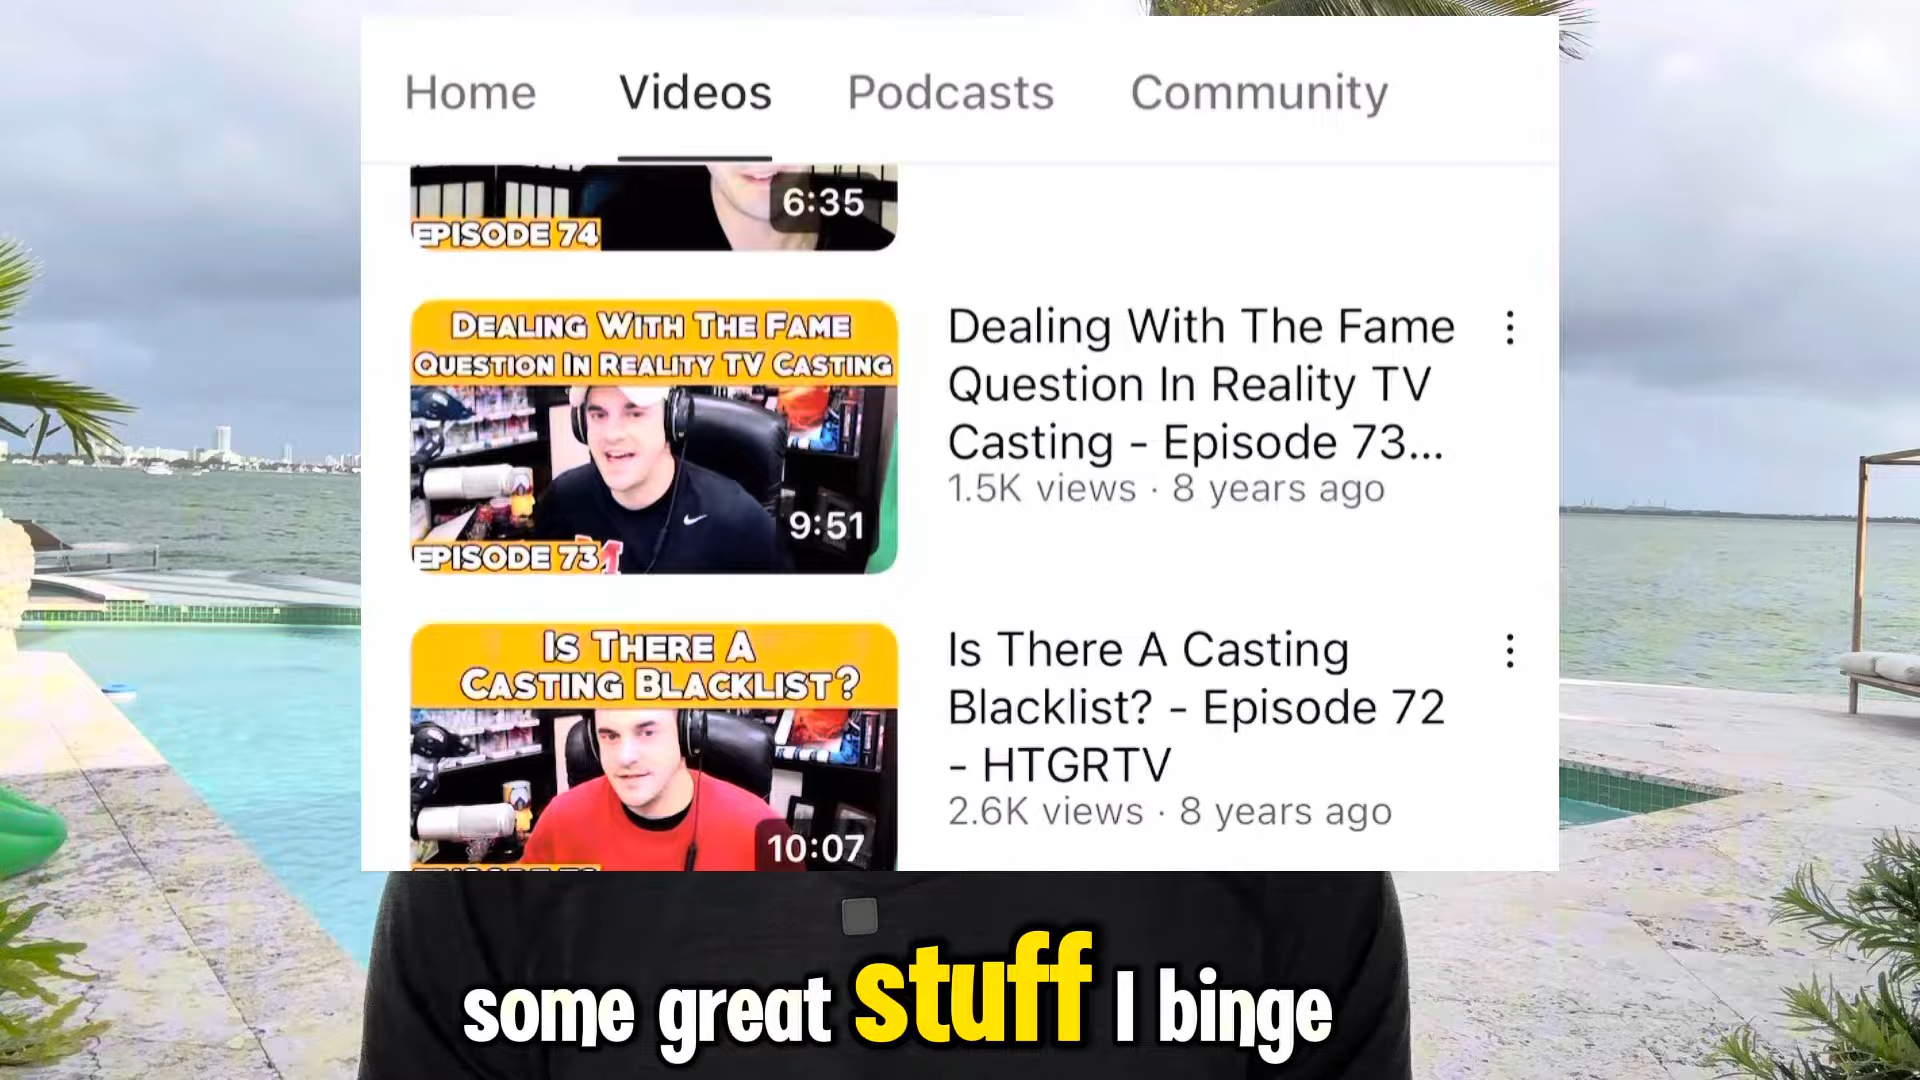 Home Videos Podcasts Community
6:35
EPISODE 74
DEALING WITH THE FAME
QUESTION IN REALITY TV CASTING
9:51
EPISODE 73
Dealing With The Fame
Question In Reality TV
Casting - Episode 73...
1.5K views · 8 years ago
IS THERE A
CASTING BLACKLIST?
10:07
Is There A Casting
Blacklist? - Episode 72
- HTGRTV
2.6K views · 8 years ago
some great stuff I binge